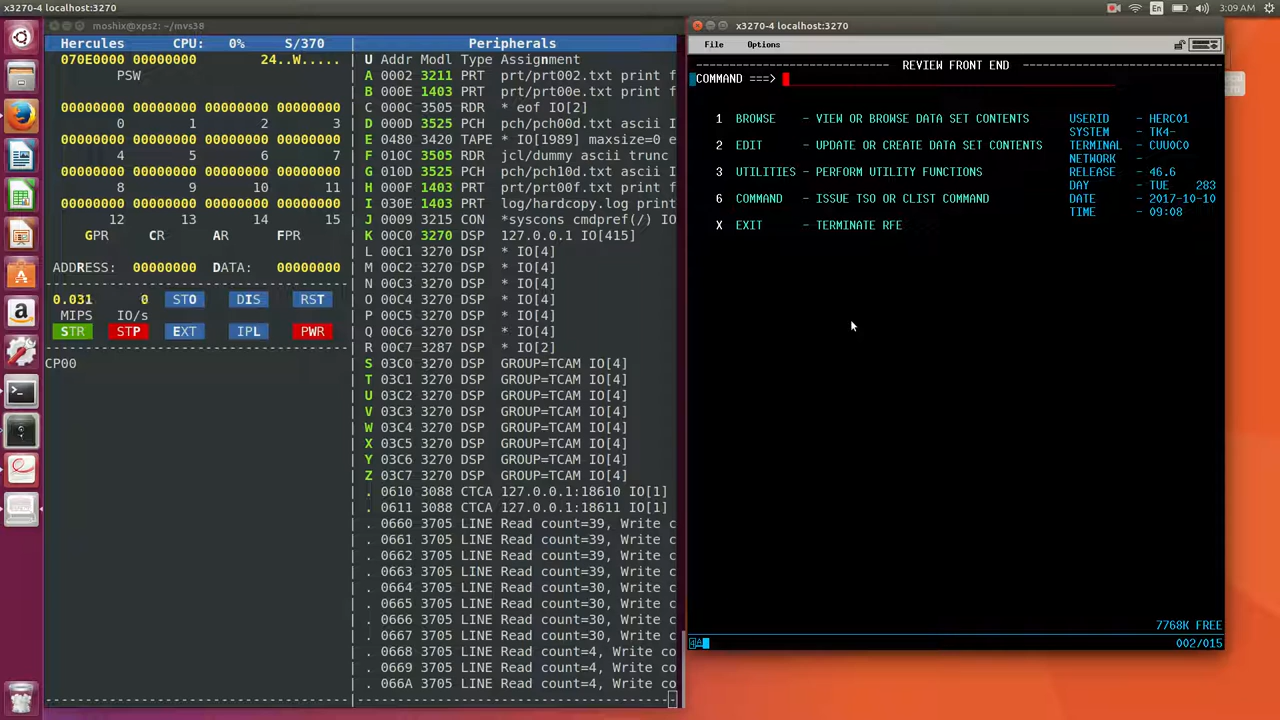 x3270-4 localhost:3270
En
3:09 AM
moshix@xps2: ~/mvs38
Hercules CPU: 0% S/370
070E0000 00000000 24..W.....
PSW
00000000 00000000 00000000 00000000
0 1 2 3
00000000 00000000 00000000 00000000
4 5 6 7
00000000 00000000 00000000 00000000
8 9 10 11
00000000 00000000 00000000 00000000
12 13 14 15
GPR CR AR FPR
ADDRESS: 00000000 DATA: 00000000
0.031 0 STO DIS RST
MIPS IO/s
STR STP EXT IPL PWR
CP00
Peripherals
U Addr Modl Type Assignment
A 0002 3211 PRT prt/prt002.txt print f
B 000E 1403 PRT prt/prt00e.txt print f
C 000C 3505 RDR * eof IO[2]
D 000D 3525 PCH pch/pch00d.txt ascii I
E 0480 3420 TAPE * IO[1989] maxsize=0 e
F 010C 3505 RDR jcl/dummy ascii trunc
G 010D 3525 PCH pch/pch10d.txt ascii I
H 000F 1403 PRT prt/prt00f.txt print f
I 030E 1403 PRT log/hardcopy.log print
J 0009 3215 CON *syscons cmdpref(/) IO
K 00C0 3270 DSP 127.0.0.1 IO[415]
L 00C1 3270 DSP * IO[4]
M 00C2 3270 DSP * IO[4]
N 00C3 3270 DSP * IO[4]
O 00C4 3270 DSP * IO[4]
P 00C5 3270 DSP * IO[4]
Q 00C6 3270 DSP * IO[4]
R 00C7 3287 DSP * IO[2]
S 03C0 3270 DSP GROUP=TCAM IO[4]
T 03C1 3270 DSP GROUP=TCAM IO[4]
U 03C2 3270 DSP GROUP=TCAM IO[4]
V 03C3 3270 DSP GROUP=TCAM IO[4]
W 03C4 3270 DSP GROUP=TCAM IO[4]
X 03C5 3270 DSP GROUP=TCAM IO[4]
Y 03C6 3270 DSP GROUP=TCAM IO[4]
Z 03C7 3270 DSP GROUP=TCAM IO[4]
. 0610 3088 CTCA 127.0.0.1:18610 IO[1]
. 0611 3088 CTCA 127.0.0.1:18611 IO[1]
. 0660 3705 LINE Read count=39, Write c
. 0661 3705 LINE Read count=39, Write c
. 0662 3705 LINE Read count=39, Write c
. 0663 3705 LINE Read count=39, Write c
. 0664 3705 LINE Read count=30, Write c
. 0665 3705 LINE Read count=30, Write c
. 0666 3705 LINE Read count=30, Write c
. 0667 3705 LINE Read count=30, Write c
. 0668 3705 LINE Read count=4, Write co
. 0669 3705 LINE Read count=4, Write co
. 066A 3705 LINE Read count=4, Write co
x3270-4 localhost:3270
File Options
---------------------------- REVIEW FRONT END -----------------------------
COMMAND ===>
1 BROWSE - VIEW OR BROWSE DATA SET CONTENTS USERID - HERC01
SYSTEM - TK4-
2 EDIT - UPDATE OR CREATE DATA SET CONTENTS TERMINAL - CUV0C0
NETWORK -
3 UTILITIES - PERFORM UTILITY FUNCTIONS RELEASE - 46.6
DAY - TUE 283
6 COMMAND - ISSUE TSO OR CLIST COMMAND DATE - 2017-10-10
TIME - 09:08
X EXIT - TERMINATE RFE
7768K FREE
4A 002/015